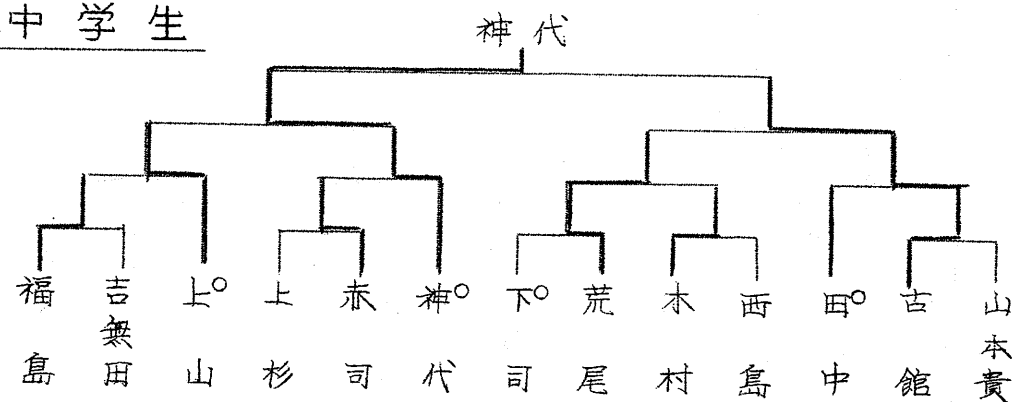 中学生
神代
福島
吉無田
上○山
上杉
赤司
神○代
下○司
荒尾
木村
西島
田○中
古館
山本貴